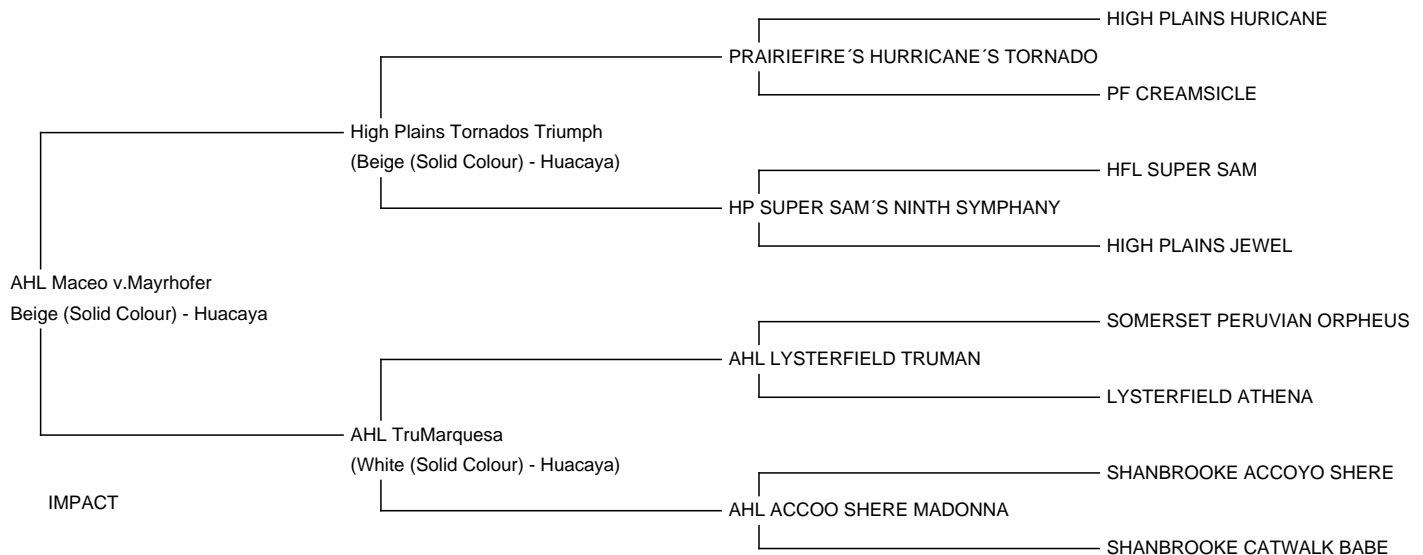 HIGH PLAINS HURICANE
PRAIRIEFIRE´S HURRICANE´S TORNADO
PF CREAMSICLE
High Plains Tornados Triumph
(Beige (Solid Colour) - Huacaya)
HFL SUPER SAM
HP SUPER SAM´S NINTH SYMPHANY
HIGH PLAINS JEWEL
AHL Maceo v.Mayrhofer
Beige (Solid Colour) - Huacaya
SOMERSET PERUVIAN ORPHEUS
AHL LYSTERFIELD TRUMAN
LYSTERFIELD ATHENA
AHL TruMarquesa
(White (Solid Colour) - Huacaya)
SHANBROOKE ACCOYO SHERE
IMPACT
AHL ACCOO SHERE MADONNA
SHANBROOKE CATWALK BABE